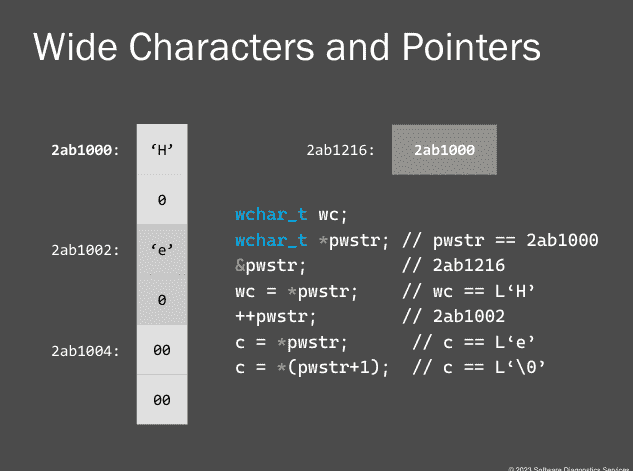 Wide Characters and Pointers
2ab1000: ‘H’
0
2ab1002: ‘e’
0
2ab1004: 00
00
2ab1216: 2ab1000
wchar_t wc;
wchar_t *pwstr; // pwstr == 2ab1000
&pwstr; // 2ab1216
wc = *pwstr; // wc == L‘H’
++pwstr; // 2ab1002
c = *pwstr; // c == L‘e’
c = *(pwstr+1); // c == L‘\0’
© 2023 Software Diagnostics Services